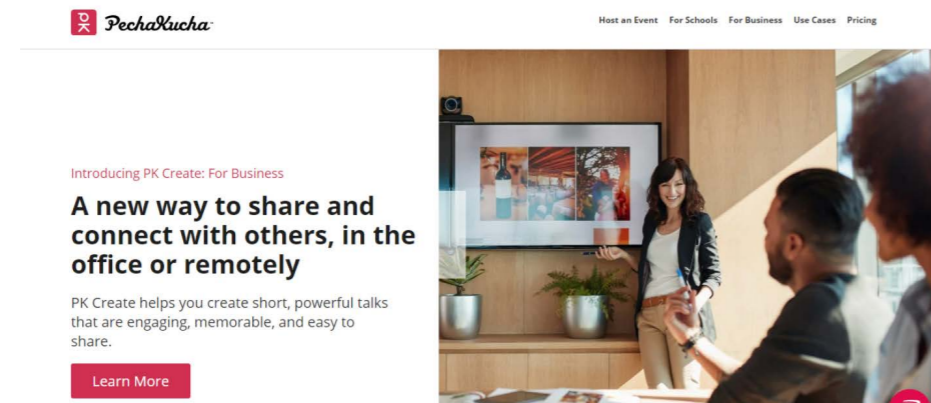 PK PechaKucha
Host an Event For Schools For Business Use Cases Pricing
Introducing PK Create: For Business
A new way to share and
connect with others, in the
office or remotely
PK Create helps you create short, powerful talks
that are engaging, memorable, and easy to
share.
Learn More